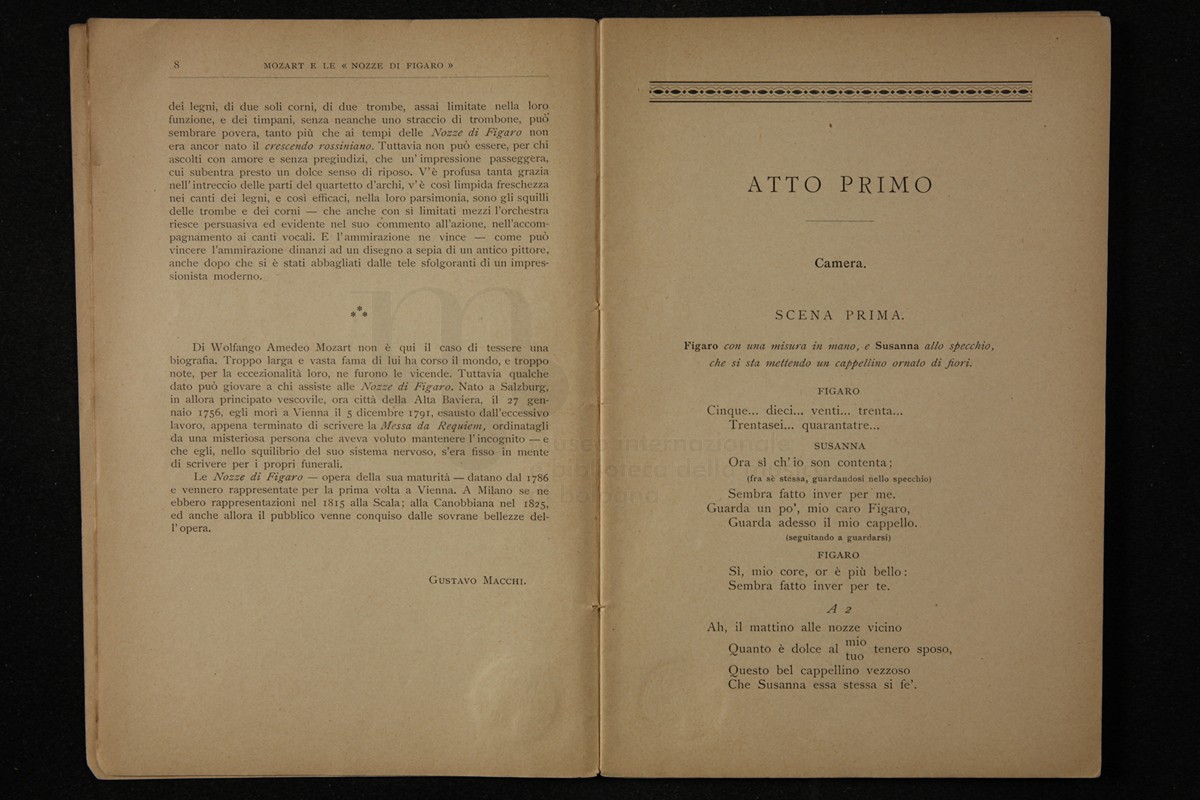 8
MOZART E LE « NOZZE DI FIGARO »
dei legni, di due soli corni, di due trombe, assai limitate nella loro
funzione, e dei timpani, senza neanche uno straccio di trombone, può
sembrare povera, tanto più che ai tempi delle Nozze di Figaro non
era ancor nato il crescendo rossiniano. Tuttavia non può essere, per chi
ascolti con amore e senza pregiudizi, che un' impressione passeggera,
cui subentra presto un dolce senso di riposo. V'è profusa tanta grazia
nell' intreccio delle parti del quartetto d'archi, v' è così limpida freschezza
nei canti dei legni, e così efficaci, nella loro parsimonia, sono gli squilli
delle trombe e dei corni — che anche con sì limitati mezzi l'orchestra
riesce persuasiva ed evidente nel suo commento all'azione, nell'accom-
pagnamento ai canti vocali. E l'ammirazione ne vince — come può
vincere l'ammirazione dinanzi ad un disegno a sepia di un antico pittore,
anche dopo che si è stati abbagliati dalle tele sfolgoranti di un impres-
sionista moderno.
Di Wolfango Amedeo Mozart non è qui il caso di tessere una
biografia. Troppo larga e vasta fama di lui ha corso il mondo, e troppo
note, per la eccezionalità loro, ne furono le vicende. Tuttavia qualche
dato può giovare a chi assiste alle Nozze di Figaro. Nato a Salzburg,
in allora principato vescovile, ora città della Alta Baviera, il 27 gen-
naio 1756, egli morì a Vienna il 5 dicembre 1791, esausto dall'eccessivo
lavoro, appena terminato di scrivere la Messa da Requiem, ordinatagli
da una misteriosa persona che aveva voluto mantenere l'incognito — e
che egli, nello squilibrio del suo sistema nervoso, s'era fisso in mente
di scrivere per i propri funerali.
Le Nozze di Figaro — opera della sua maturità — datano dal 1786
e vennero rappresentate per la prima volta a Vienna. A Milano se ne
ebbero rappresentazioni nel 1815 alla Scala; alla Canobbiana nel 1825,
ed anche allora il pubblico venne conquiso dalle sovrane bellezze del-
l' opera.
GUSTAVO MACCHI.
ATTO PRIMO
Camera.
SCENA PRIMA.
Figaro con una misura in mano, e Susanna allo specchio,
che si sta mettendo un cappellino ornato di fiori.
FIGARO
Cinque... dieci... venti... trenta...
Trentasei... quarantatre...
SUSANNA
Ora sì ch' io son contenta;
(fra sè stessa, guardandosi nello specchio)
Sembra fatto inver per me.
Guarda un po', mio caro Figaro,
Guarda adesso il mio cappello.
(seguitando a guardarsi)
FIGARO
Sì, mio core, or è più bello:
Sembra fatto inver per te.
A 2
Ah, il mattino alle nozze vicino
Quanto è dolce al mio tenero sposo,
tuo
Questo bel cappellino vezzoso
Che Susanna essa stessa si fe'.